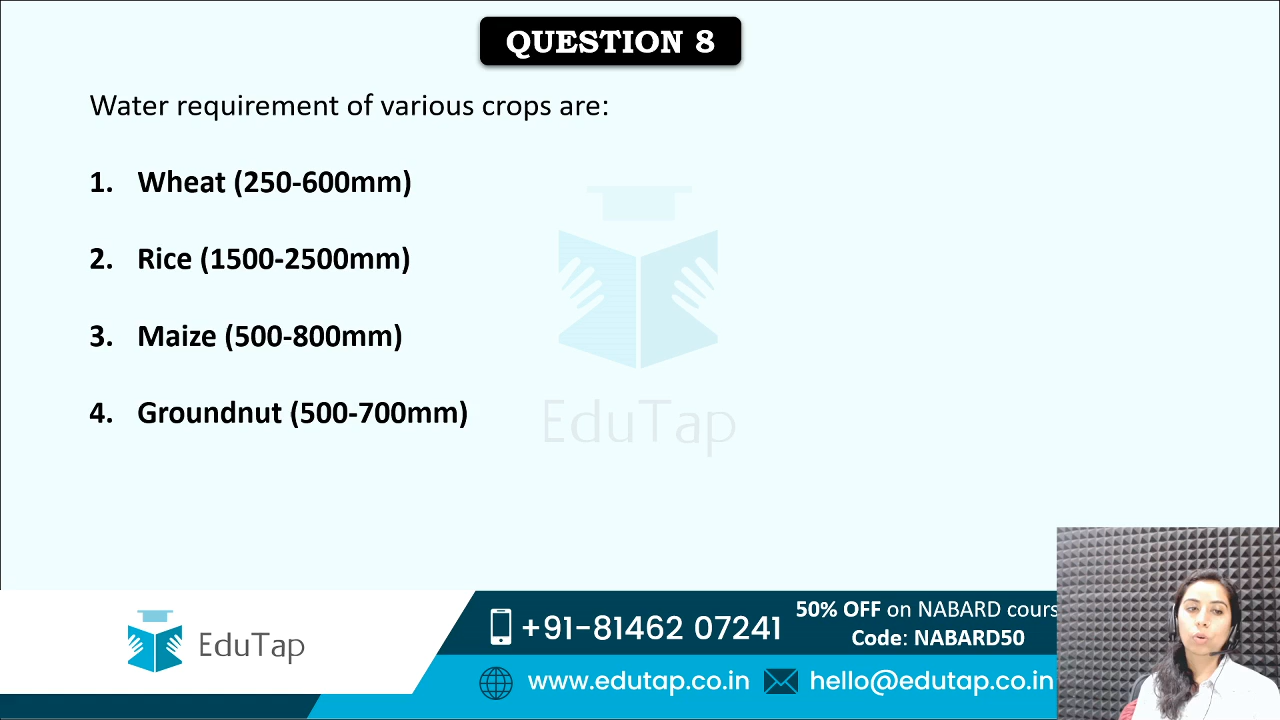 QUESTION 8
Water requirement of various crops are:
1. Wheat (250-600mm)
2. Rice (1500-2500mm)
3. Maize (500-800mm)
4. Groundnut (500-700mm)
EduTap
EduTap
+91-81462 07241
50% OFF on NABARD cours
Code: NABARD50
www.edutap.co.in
hello@edutap.co.in